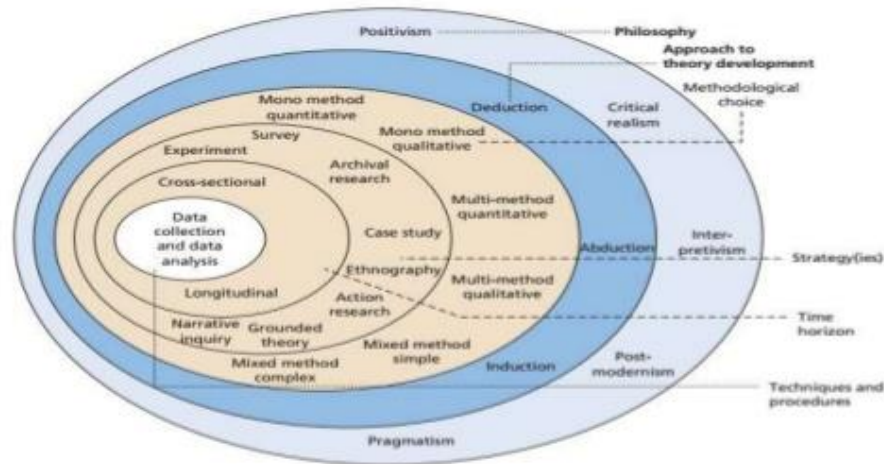 Positivism
Philosophy
Approach to
theory development
Methodological
choice
Mono method
quantitative
Deduction
Critical
realism
Survey
Mono method
qualitative
Experiment
Archival
research
Cross-sectional
Multi-method
quantitative
Data
collection
and data
analysis
Case study
Abduction
Inter-
pretivism
Strategy(ies)
Ethnography
Multi-method
qualitative
Longitudinal
Action
research
Time
horizon
Narrative
inquiry
Grounded
theory
Mixed method
simple
Mixed method
complex
Induction
Post-
modernism
Techniques and
procedures
Pragmatism